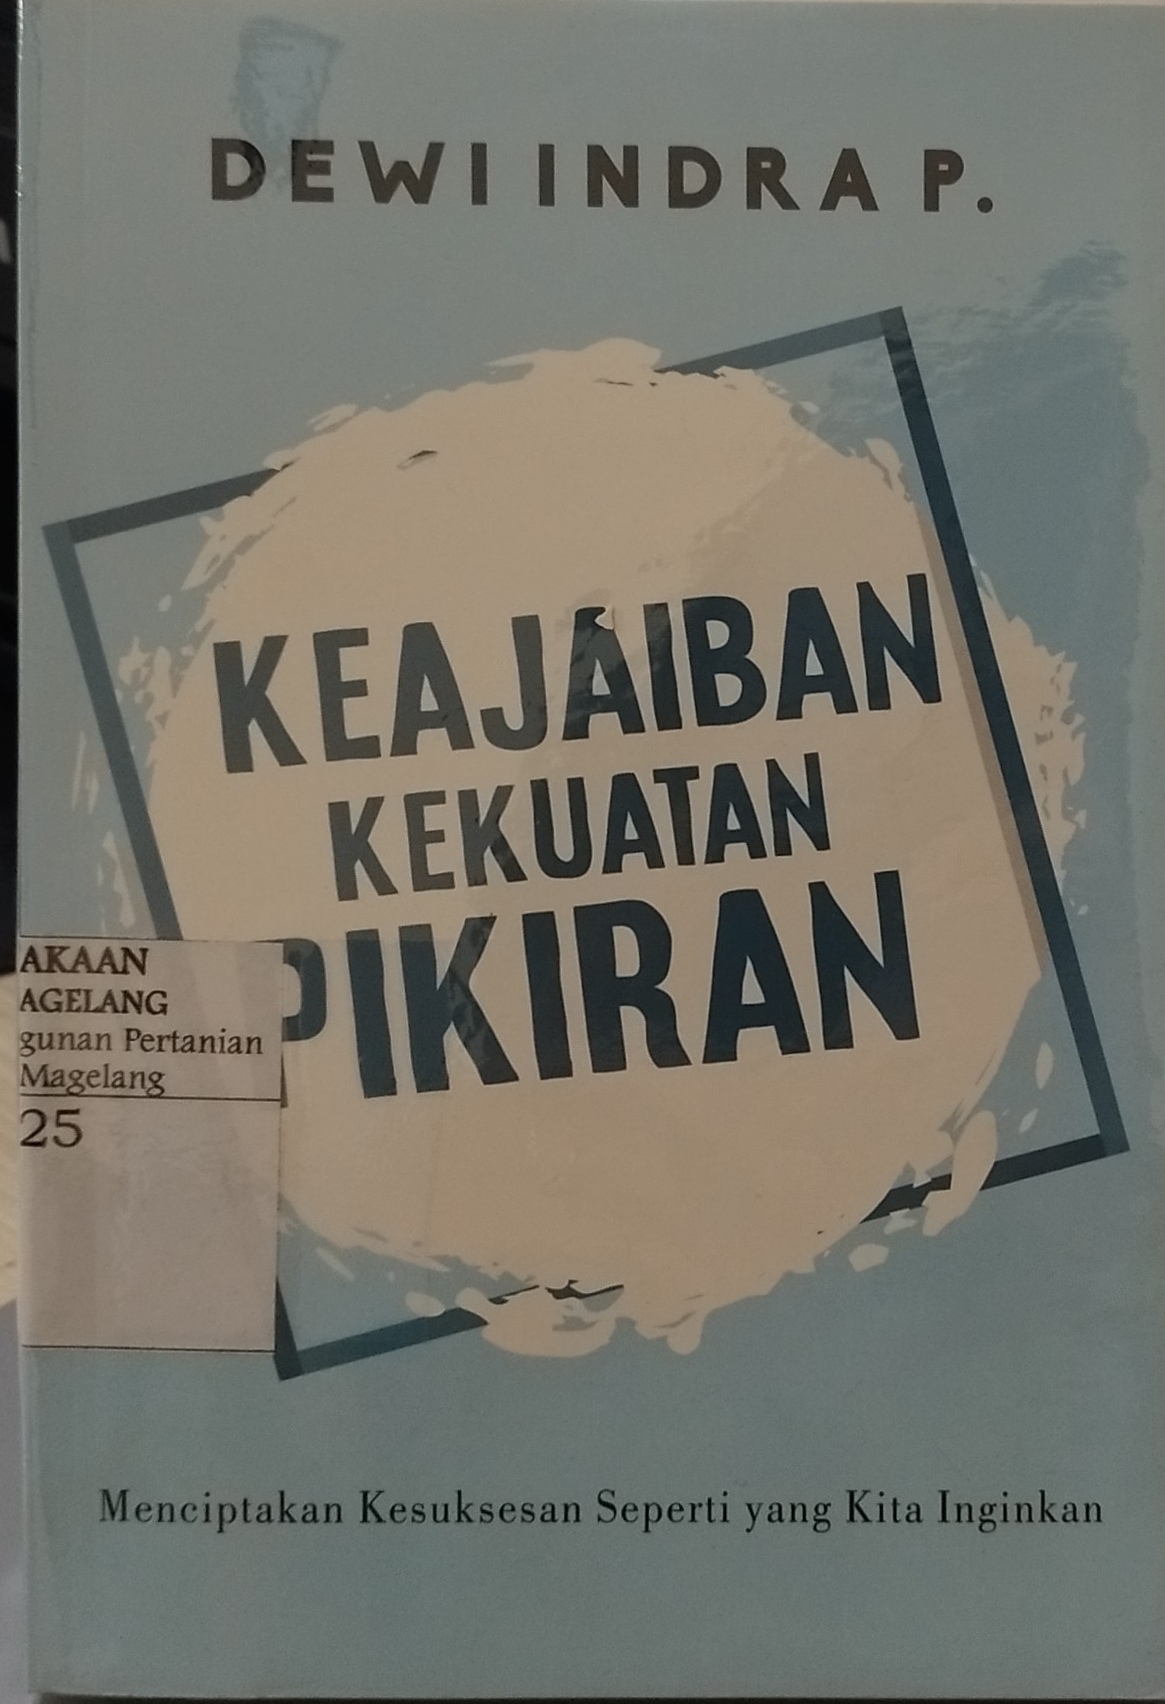 DEWI INDRA P.
KEAJAIBAN
KEKUATAN
PIKIRAN
AKAAN
AGELANG
gunan Pertanian
Magelang
25
Menciptakan Kesuksesan Seperti yang Kita Inginkan